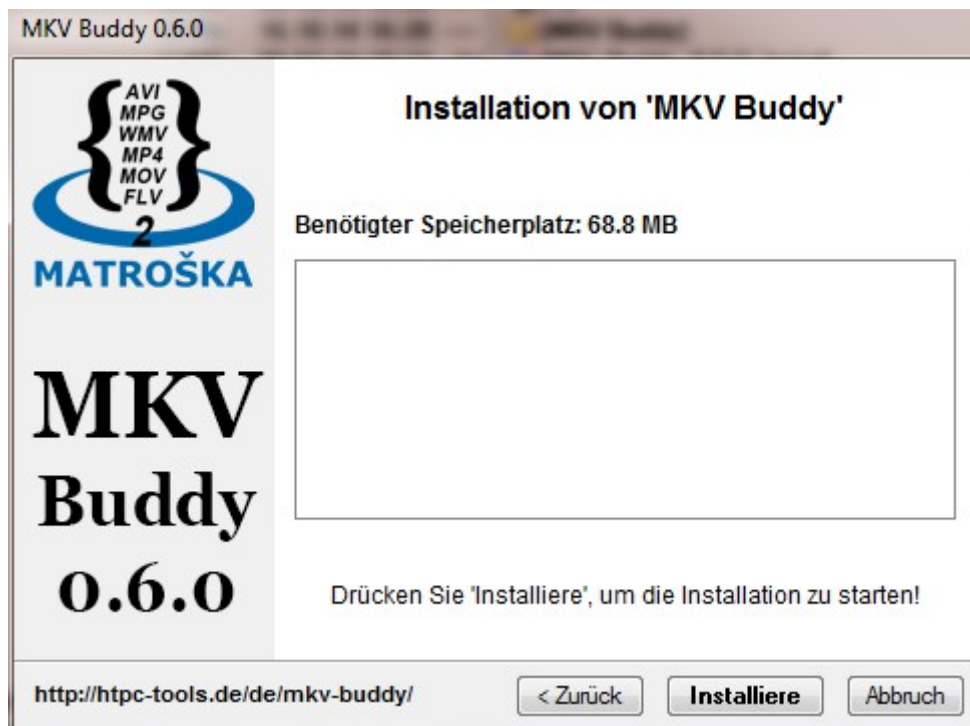 MKV Buddy 0.6.0
AVI
MPG
WMV
MP4
MOV
FLV
2
MATROŠKA
MKV
Buddy
0.6.0
Installation von 'MKV Buddy'
Benötigter Speicherplatz: 68.8 MB
Drücken Sie 'Installiere', um die Installation zu starten!
http://htpc-tools.de/de/mkv-buddy/
< Zurück
Installiere
Abbruch